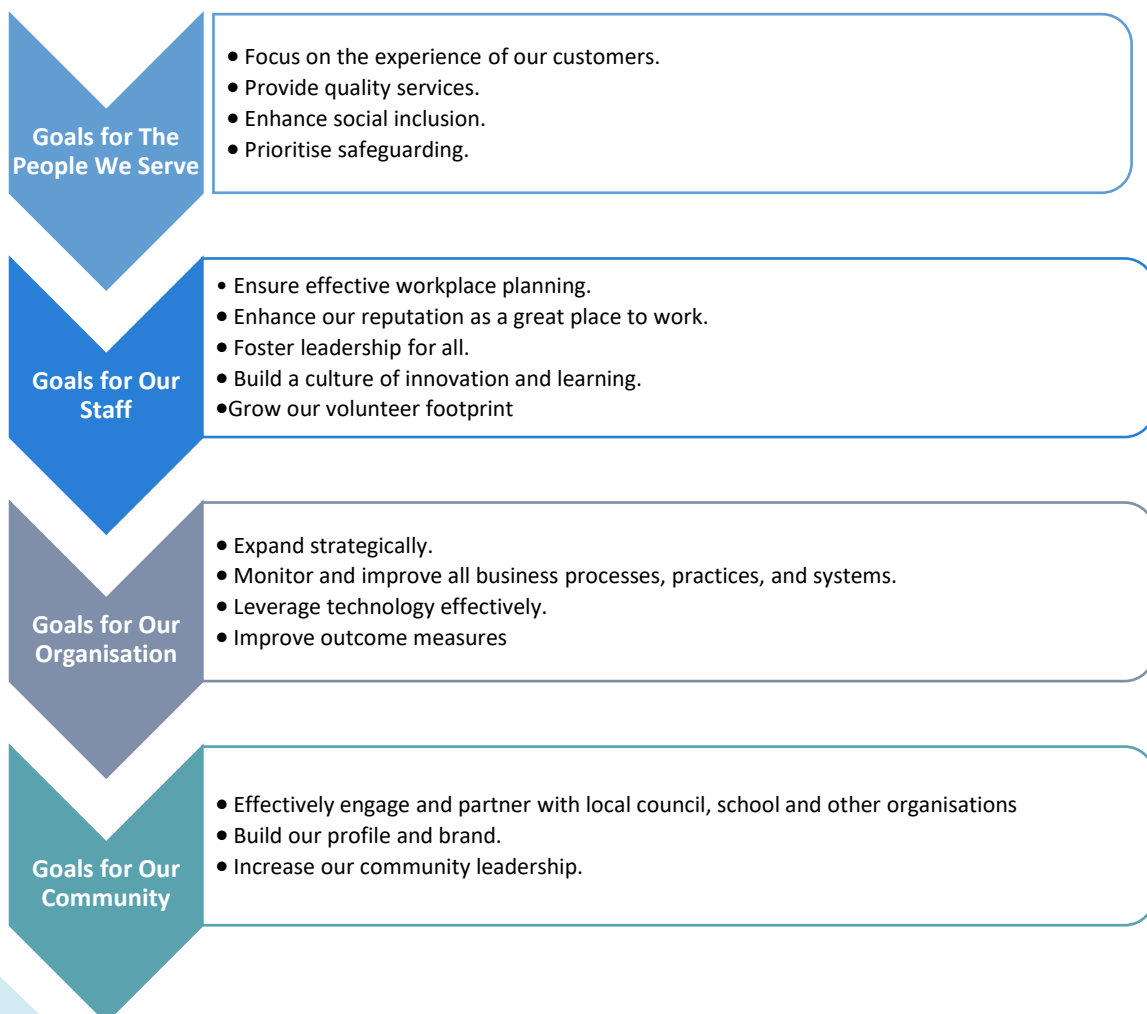 Goals for The
People We Serve
• Focus on the experience of our customers.
• Provide quality services.
• Enhance social inclusion.
• Prioritise safeguarding.
Goals for Our
Staff
• Ensure effective workplace planning.
• Enhance our reputation as a great place to work.
• Foster leadership for all.
• Build a culture of innovation and learning.
•Grow our volunteer footprint
Goals for Our
Organisation
• Expand strategically.
• Monitor and improve all business processes, practices, and systems.
• Leverage technology effectively.
• Improve outcome measures
Goals for Our
Community
• Effectively engage and partner with local council, school and other organisations
• Build our profile and brand.
• Increase our community leadership.